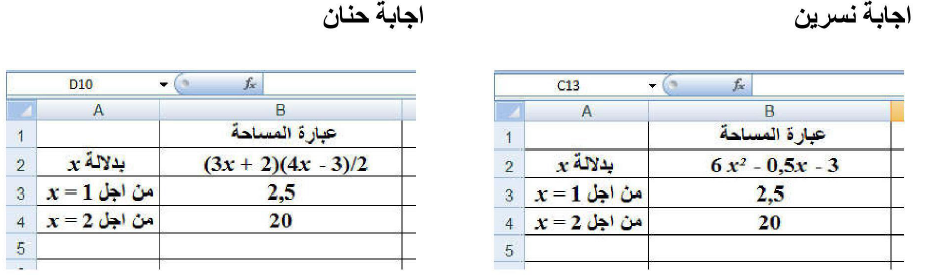 اجابة نسرين
C13 fx
A B
1 عبارة المساحة
2 بدلالة x 6 x² - 0,5x - 3
3 من اجل x = 1 2,5
4 من اجل x = 2 20
5
اجابة حنان
D10 fx
A B
1 عبارة المساحة
2 بدلالة x (3x + 2)(4x - 3)/2
3 من اجل x = 1 2,5
4 من اجل x = 2 20
5